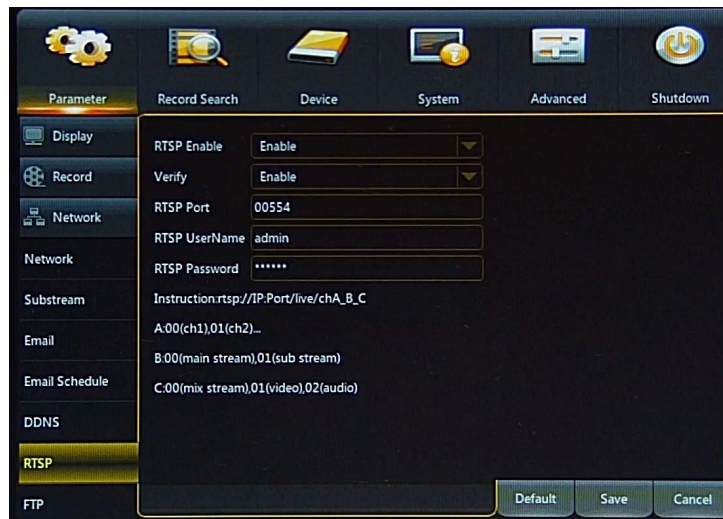 Parameter
Record Search
Device
System
Advanced
Shutdown
Display
Record
Network
Network
Substream
Email
Email Schedule
DDNS
RTSP
FTP
RTSP Enable Enable
Verify Enable
RTSP Port 00554
RTSP UserName admin
RTSP Password ******
Instruction:rtsp://IP:Port/live/chA_B_C
A:00(ch1),01(ch2)...
B:00(main stream),01(sub stream)
C:00(mix stream),01(video),02(audio)
Default
Save
Cancel